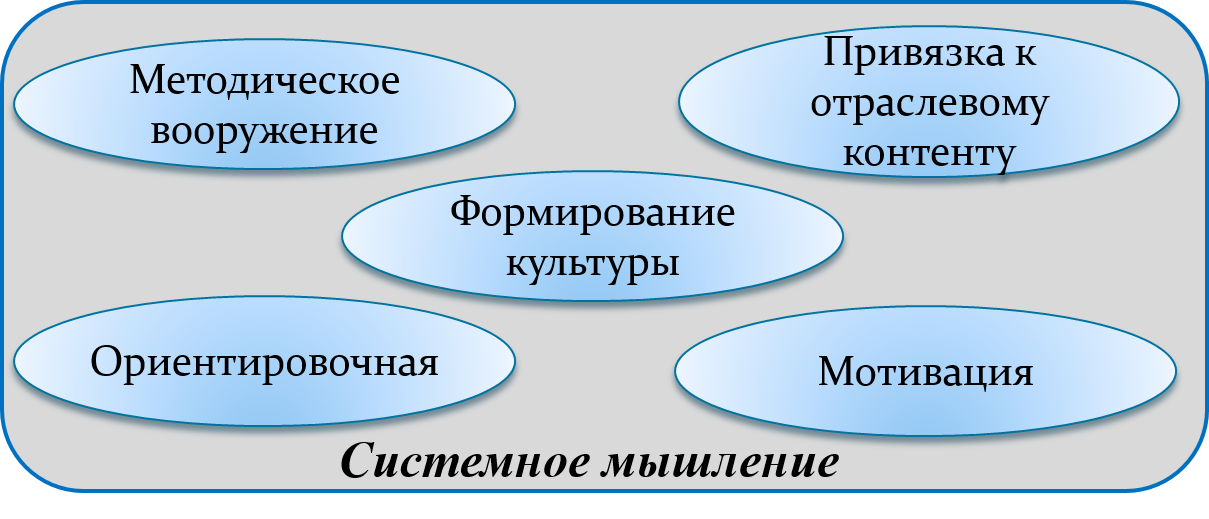 Методическое
вооружение
Привязка к
отраслевому
контенту
Формирование
культуры
Ориентировочная
Мотивация
Системное мышление